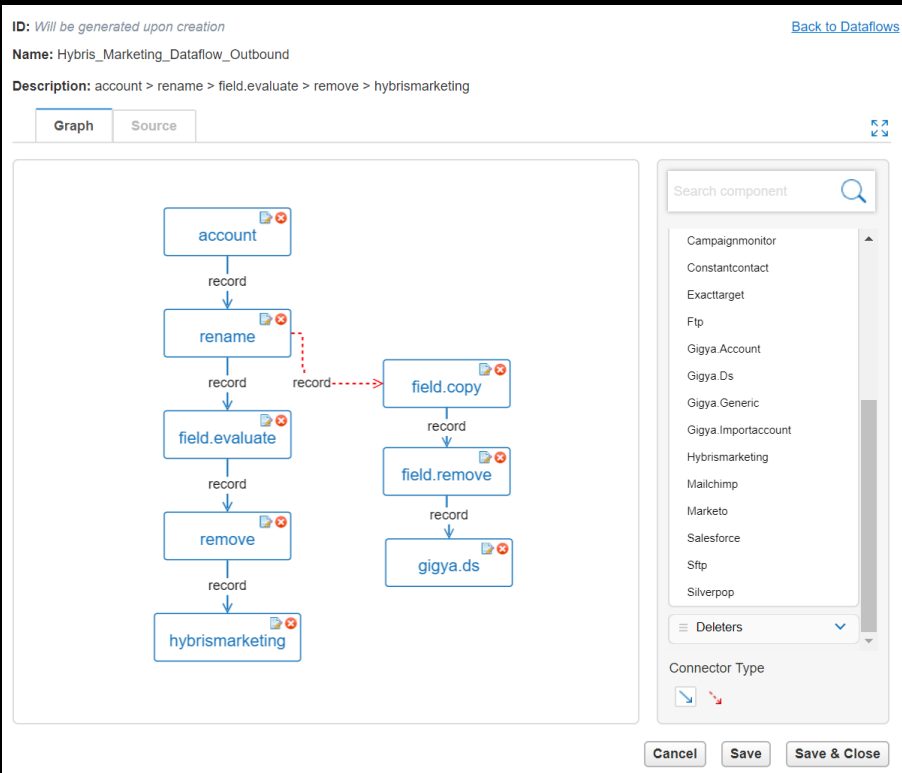 ID: Will be generated upon creation
Back to Dataflows
Name: Hybris_Marketing_Dataflow_Outbound
Description: account > rename > field.evaluate > remove > hybrismarketing
Graph
Source
account
record
rename
record
record
field.copy
field.evaluate
record
field.remove
record
record
remove
gigya.ds
record
hybrismarketing
Search component
Campaignmonitor
Constantcontact
Exacttarget
Ftp
Gigya.Account
Gigya.Ds
Gigya.Generic
Gigya.Importaccount
Hybrismarketing
Mailchimp
Marketo
Salesforce
Sftp
Silverpop
Deleters
Connector Type
Cancel
Save
Save & Close